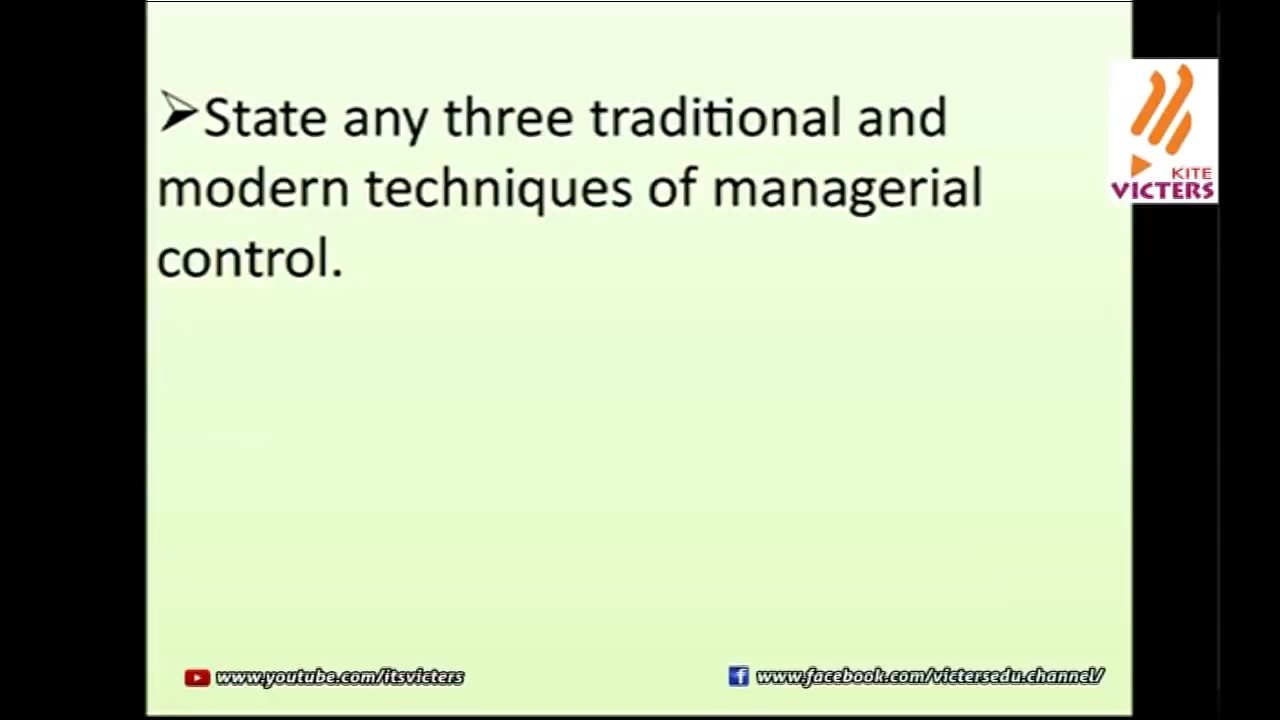 ➢State any three traditional and
modern techniques of managerial
control.
KITE
VICTERS
www.youtube.com/itsvicters
www.facebook.com/victersedu.channel/